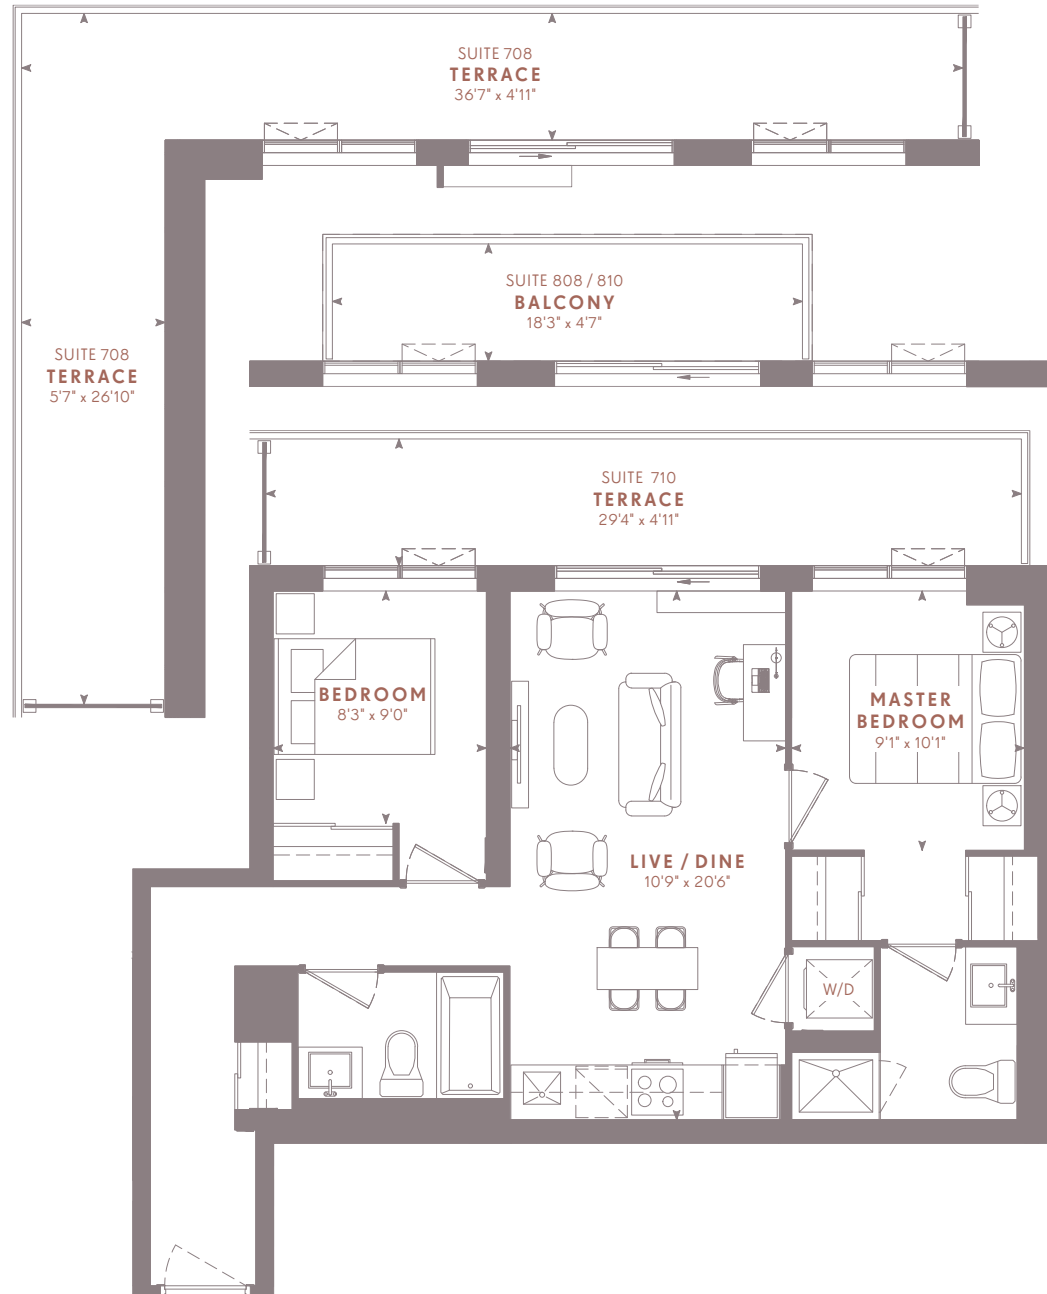 SUITE 708
TERRACE
36'7" x 4'11"
SUITE 808 / 810
BALCONY
18'3" x 4'7"
SUITE 708
TERRACE
5'7" x 26'10"
SUITE 710
TERRACE
29'4" x 4'11"
BEDROOM
8'3" x 9'0"
MASTER
BEDROOM
9'1" x 10'1"
LIVE / DINE
10'9" x 20'6"
W/D